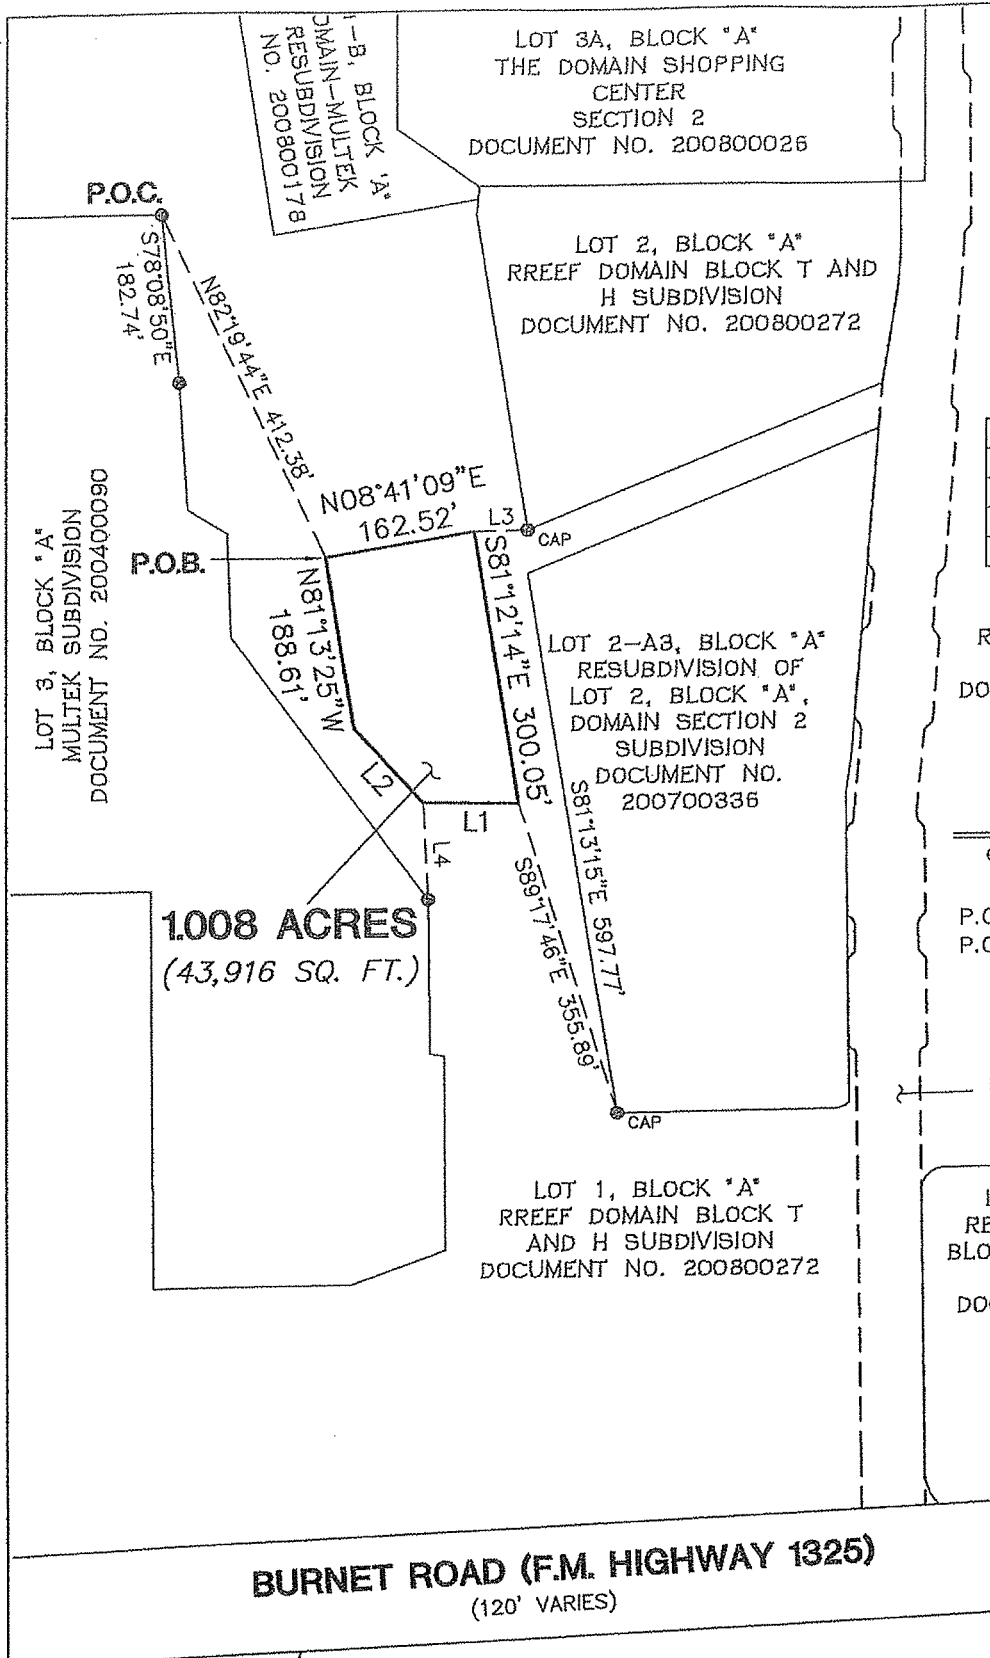 -B, BLOCK 'A'
OMAIN-MULTEK
RESUBDIVISION
NO. 200800178
LOT 3A, BLOCK "A"
THE DOMAIN SHOPPING
CENTER
SECTION 2
DOCUMENT NO. 200800026
P.O.C.
S78°08'50"E
182.74'
N82°19'44"E 412.38'
LOT 2, BLOCK "A"
RREEF DOMAIN BLOCK T AND
H SUBDIVISION
DOCUMENT NO. 200800272
LOT 3, BLOCK "A"
MULTEK SUBDIVISION
DOCUMENT NO. 200400090
N08°41'09"E
162.52'
L3
CAP
P.O.B.
N81°13'25"W
188.61'
S81°12'14"E 300.05'
LOT 2-A3, BLOCK "A"
RESUBDIVISION OF
LOT 2, BLOCK "A",
DOMAIN SECTION 2
SUBDIVISION
DOCUMENT NO.
200700336
R
DO
L2
L1
L4
S81°13'15"E 597.77'
S89°17'46"E 355.89'
1.008 ACRES
(43,916 SQ. FT.)
P.O
P.O
CAP
LOT 1, BLOCK "A"
RREEF DOMAIN BLOCK T
AND H SUBDIVISION
DOCUMENT NO. 200800272
RE
BLO
DO
BURNET ROAD (F.M. HIGHWAY 1325)
(120' VARIES)